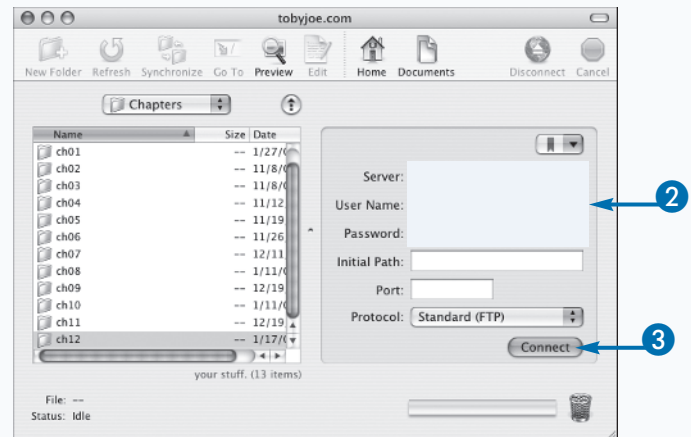 tobyjoe.com
New Folder Refresh Synchronize Go To Preview Edit Home Documents Disconnect Cancel
Chapters
Name Size Date
ch01 -- 1/27/
ch02 -- 11/8/
ch03 -- 11/8/
ch04 -- 11/12
ch05 -- 11/19
ch06 -- 11/26
ch07 -- 12/11
ch08 -- 1/11/
ch09 -- 12/19
ch10 -- 1/11/
ch11 -- 12/19
ch12 -- 1/17/
your stuff. (13 items)
Server:
User Name:
Password:
Initial Path:
Port:
Protocol: Standard (FTP)
Connect
2
3
File: --
Status: Idle